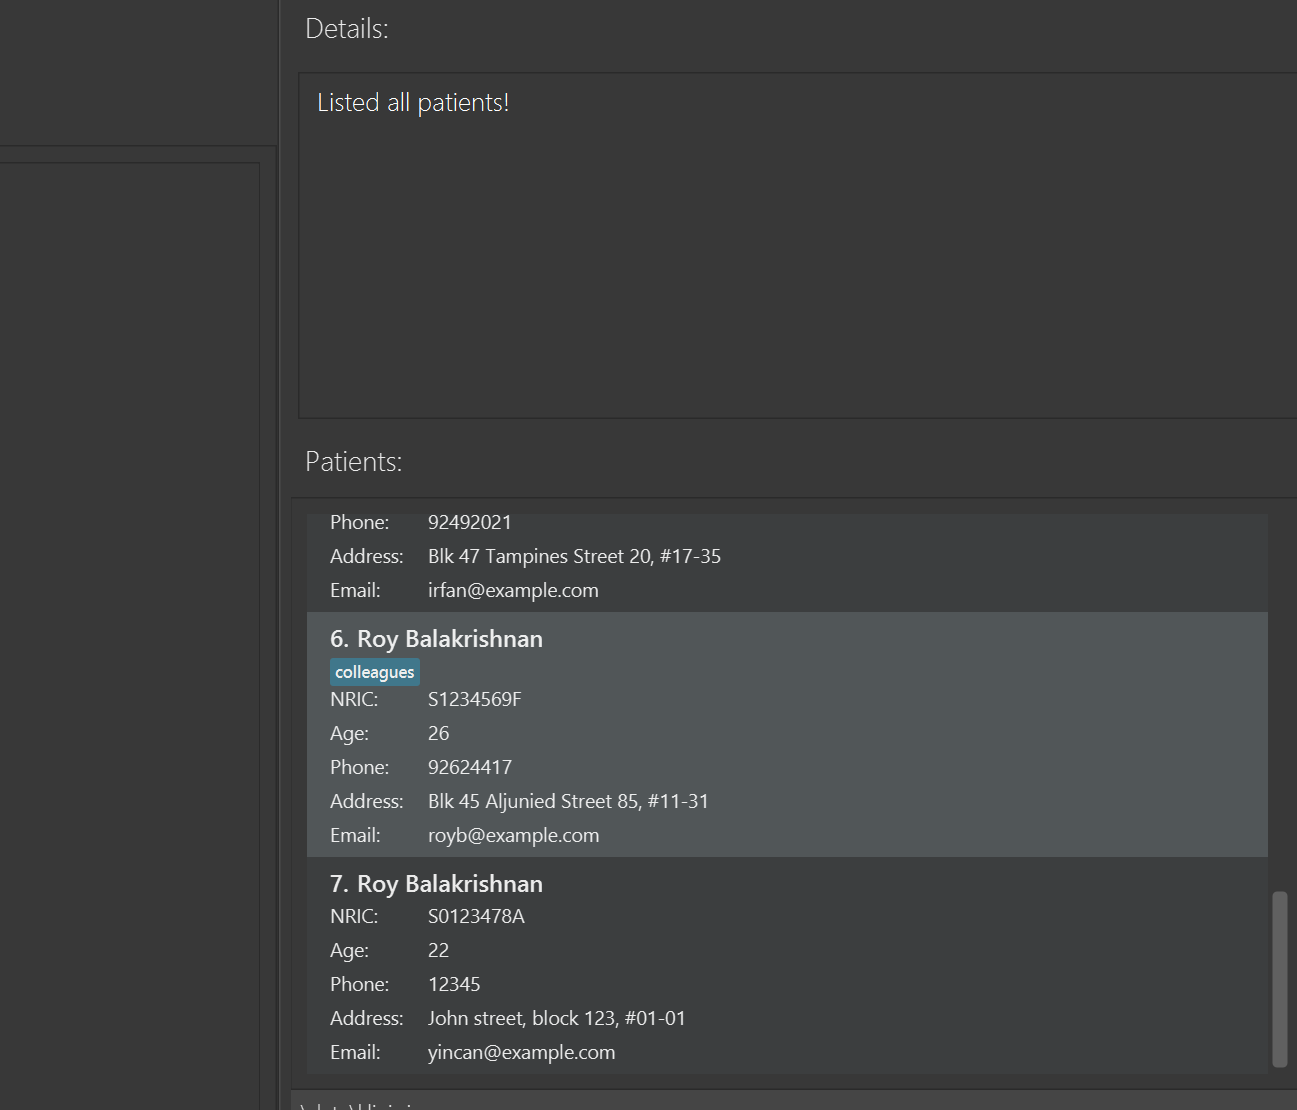 Details:
Listed all patients!
Patients:
Phone: 92492021
Address: Blk 47 Tampines Street 20, #17-35
Email: irfan@example.com
6. Roy Balakrishnan
colleagues
NRIC: S1234569F
Age: 26
Phone: 92624417
Address: Blk 45 Aljunied Street 85, #11-31
Email: royb@example.com
7. Roy Balakrishnan
NRIC: S0123478A
Age: 22
Phone: 12345
Address: John street, block 123, #01-01
Email: yincan@example.com